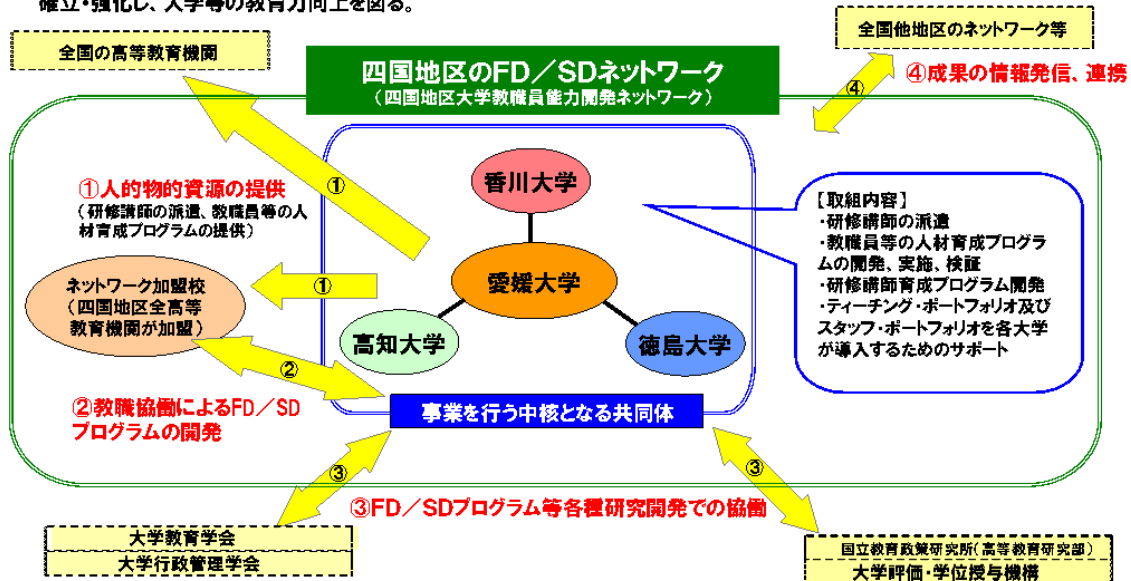 確立・強化し、大学等の教育力向上を図る。
全国の高等教育機関
全国他地区のネットワーク等
四国地区のFD／SDネットワーク
（四国地区大学教職員能力開発ネットワーク）
④
④成果の情報発信、連携
①人的物的資源の提供
（研修講師の派遣、教職員等の人
材育成プログラムの提供）
①
香川大学
愛媛大学
高知大学
徳島大学
【取組内容】
・研修講師の派遣
・教職員等の人材育成プログラ
ムの開発、実施、検証
・研修講師育成プログラム開発
・ティーチング・ポートフォリオ及び
スタッフ・ポートフォリオを各大学
が導入するためのサポート
ネットワーク加盟校
（四国地区全高等
教育機関が加盟）
①
②
②教職協働によるFD／SD
プログラムの開発
事業を行う中核となる共同体
③
③
③FD／SDプログラム等各種研究開発での協働
大学教育学会
大学行政管理学会
国立教育政策研究所（高等教育研究部）
大学評価・学位授与機構